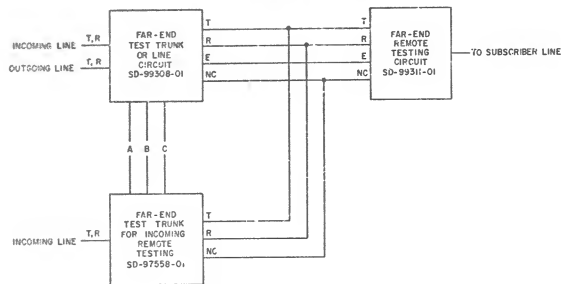 FAR-END
TEST TRUNK
OR LINE
CIRCUIT
SD-99308-01
INCOMING LINE T, R
OUTGOING LINE T, R
T
R
E
NC
T
R
E
NC
FAR-END
REMOTE
TESTING
CIRCUIT
SD-99311-01
TO SUBSCRIBER LINE
A B C
FAR-END
TEST TRUNK
FOR INCOMING
REMOTE
TESTING
SD-97558-01
INCOMING LINE T, R
T
R
NC